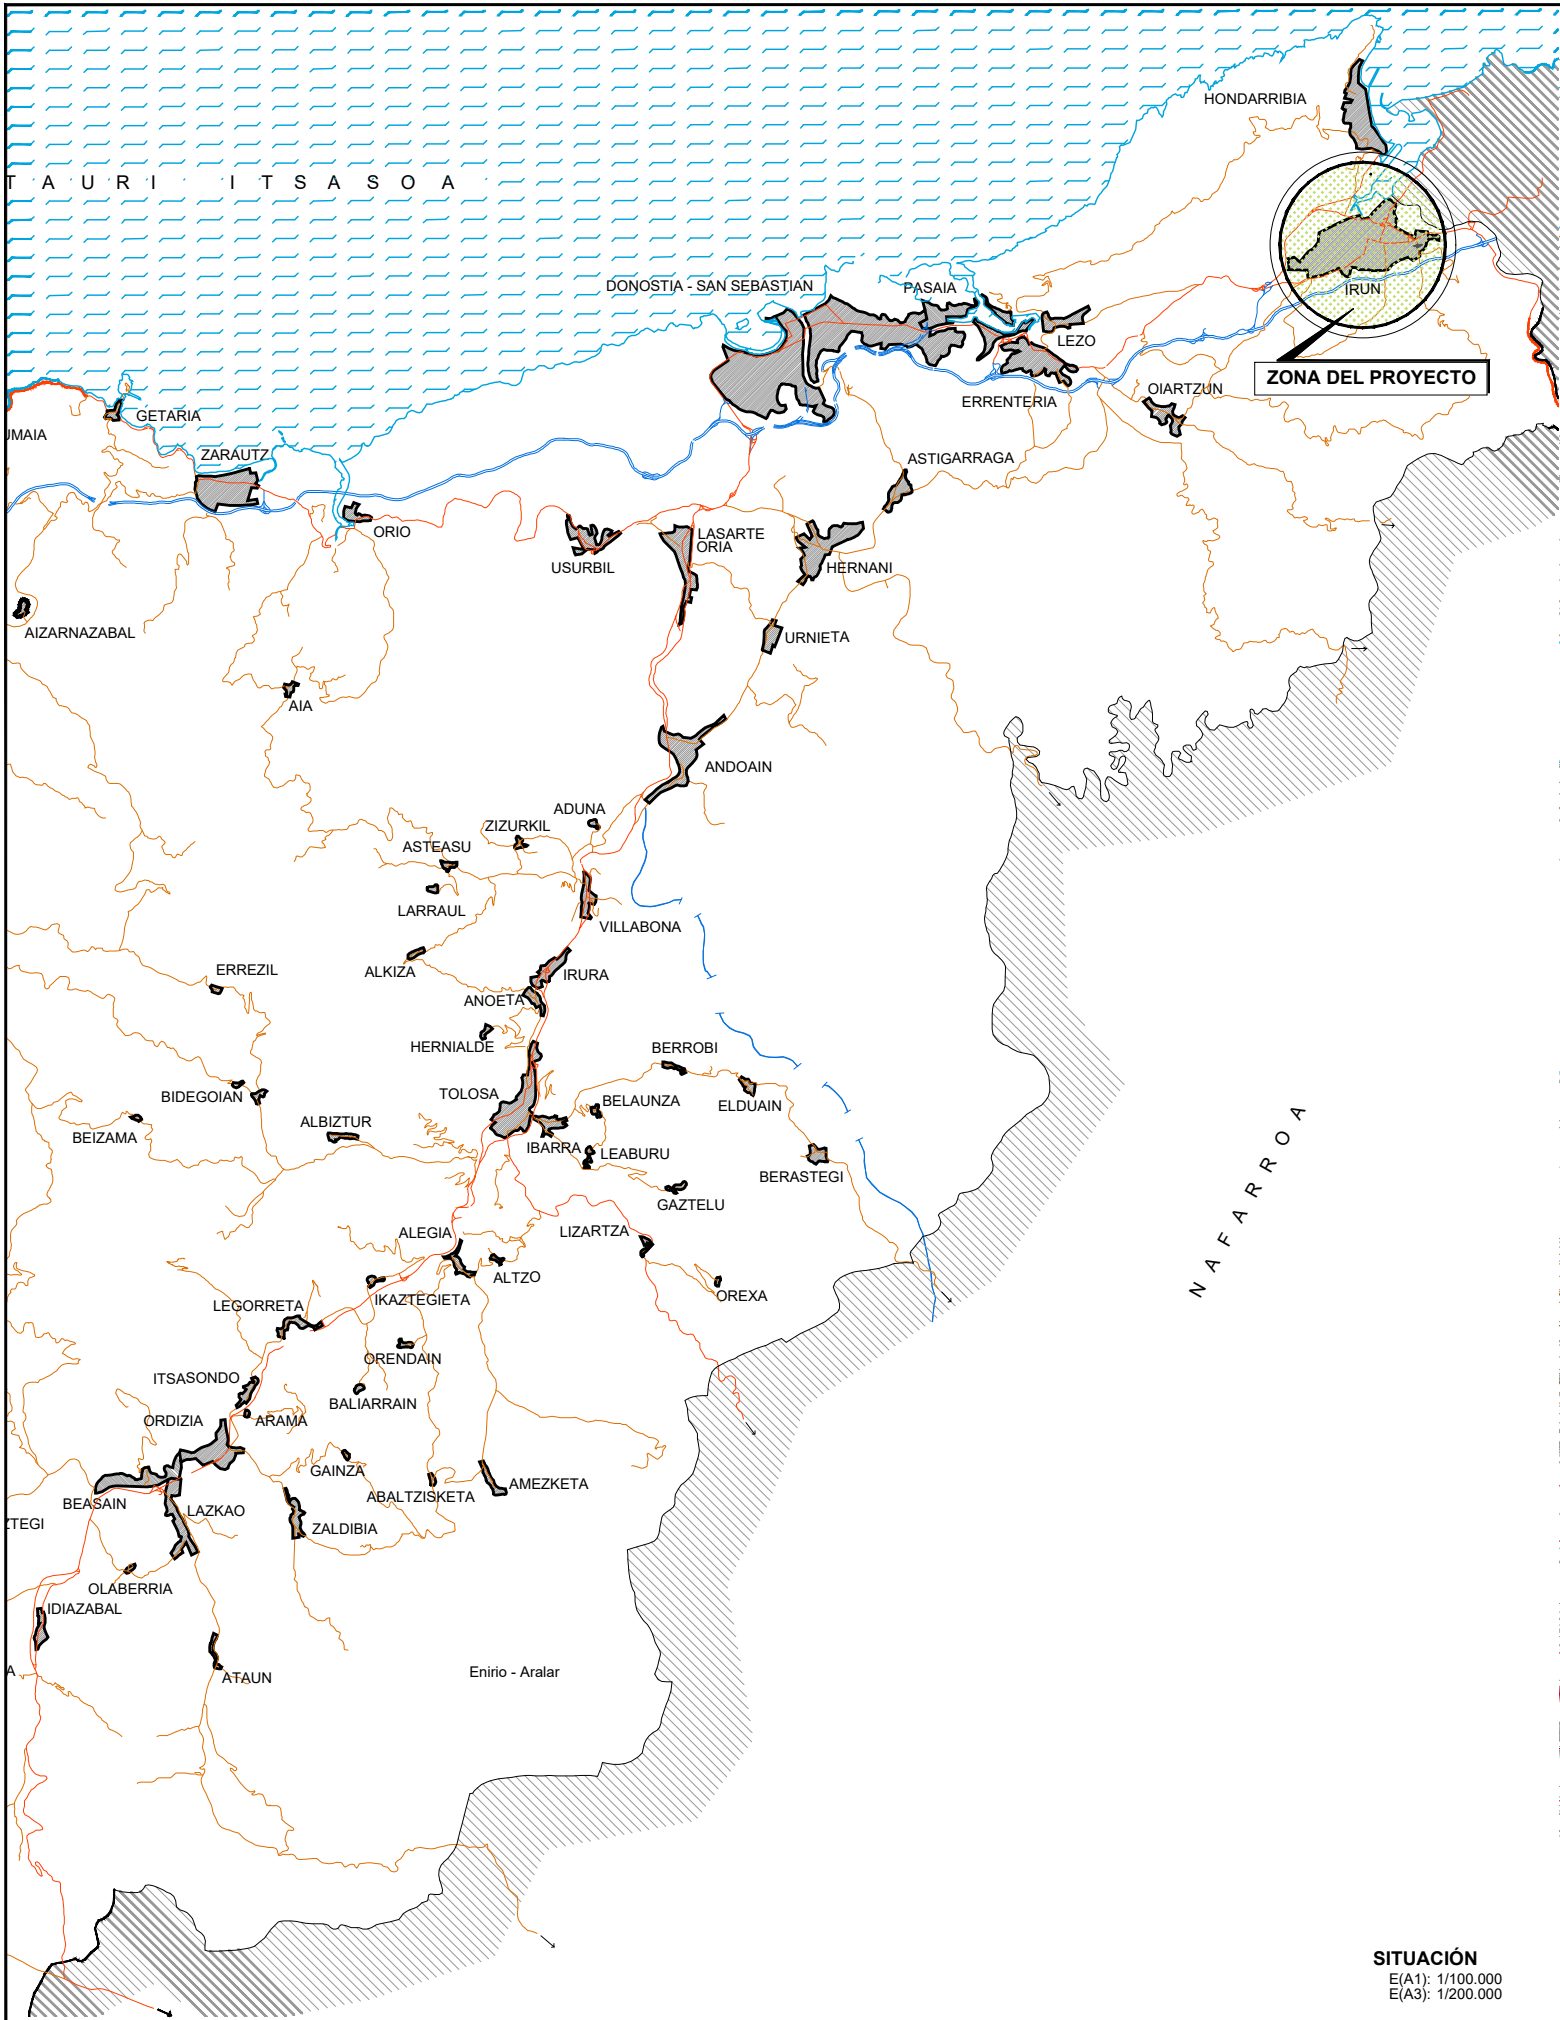 HONDARRIBIA
TAURI ITSASOA
DONOSTIA - SAN SEBASTIAN
PASAIA
IRUN
LEZO
ZONA DEL PROYECTO
OIARTZUN
ERRENTERIA
GETARIA
UMAIA
ZARAUTZ
ASTIGARRAGA
ORIO
LASARTE
ORIA
USURBIL
HERNANI
AIZARNAZABAL
URNIETA
AIA
ANDOAIN
ADUNA
ZIZURKIL
ASTEASU
LARRAUL
VILLABONA
ERREZIL
ALKIZA
IRURA
ANOETA
HERNIALDE
BERROBI
BIDEGOIAN
TOLOSA
BELAUNZA
ELDUAIN
BEIZAMA
ALBIZTUR
IBARRA
LEABURU
BERASTEGI
NAFARROA
GAZTELU
ALEGIA
LIZARTZA
ALTZO
OREXA
LEGORRETA
IKAZTEGIETA
ORENDAIN
ITSASONDO
BALIARRAIN
ORDIZIA
ARAMA
GAINZA
ABALTZISKETA
AMEZKETA
BEASAIN
LAZKAO
ZTEGI
ZALDIBIA
OLABERRIA
IDIAZABAL
A
ATAUN
Enirio - Aralar
SITUACIÓN
E(A1): 1/100.000
E(A3): 1/200.000